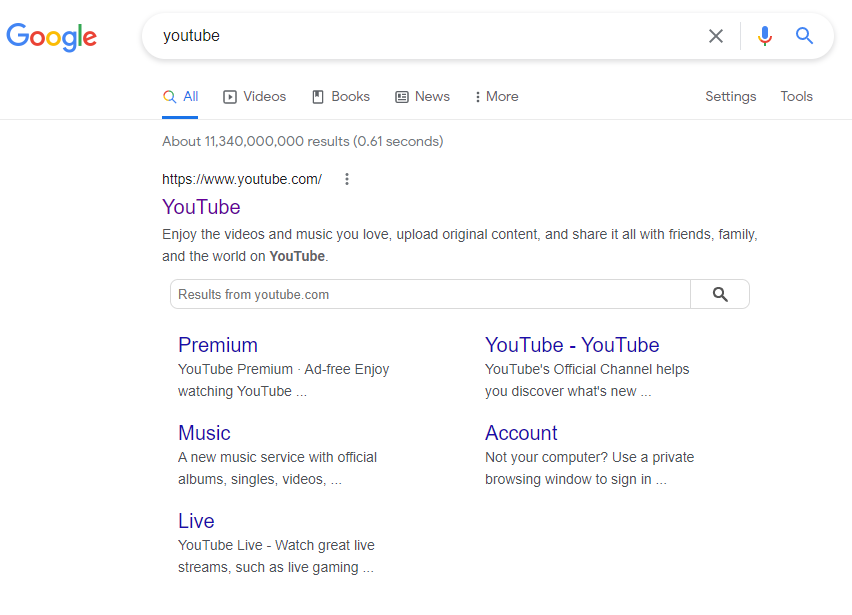 Google
youtube
All Videos Books News More Settings Tools
About 11,340,000,000 results (0.61 seconds)
https://www.youtube.com/
YouTube
Enjoy the videos and music you love, upload original content, and share it all with friends, family,
and the world on YouTube.
Results from youtube.com
Premium
YouTube Premium · Ad-free Enjoy
watching YouTube ...
YouTube - YouTube
YouTube's Official Channel helps
you discover what's new ...
Music
A new music service with official
albums, singles, videos, ...
Account
Not your computer? Use a private
browsing window to sign in ...
Live
YouTube Live - Watch great live
streams, such as live gaming ...